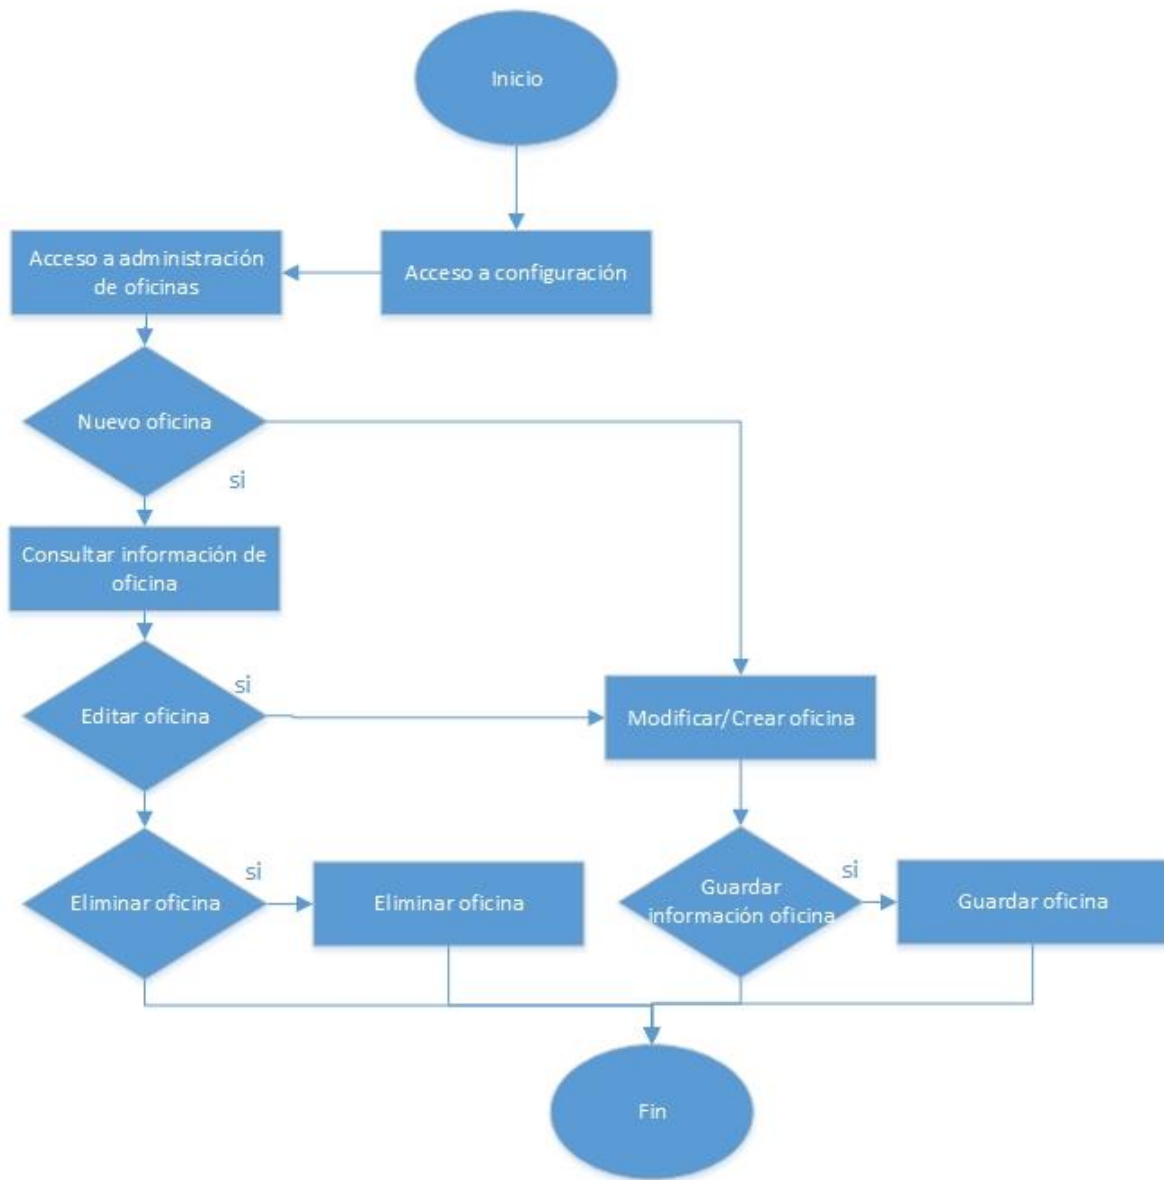 Inicio
Acceso a administración
de oficinas
Acceso a configuración
Nuevo oficina
si
Consultar información de
oficina
si
Editar oficina
Modificar/Crear oficina
si
Eliminar oficina
Eliminar oficina
si
Guardar
información oficina
Guardar oficina
Fin